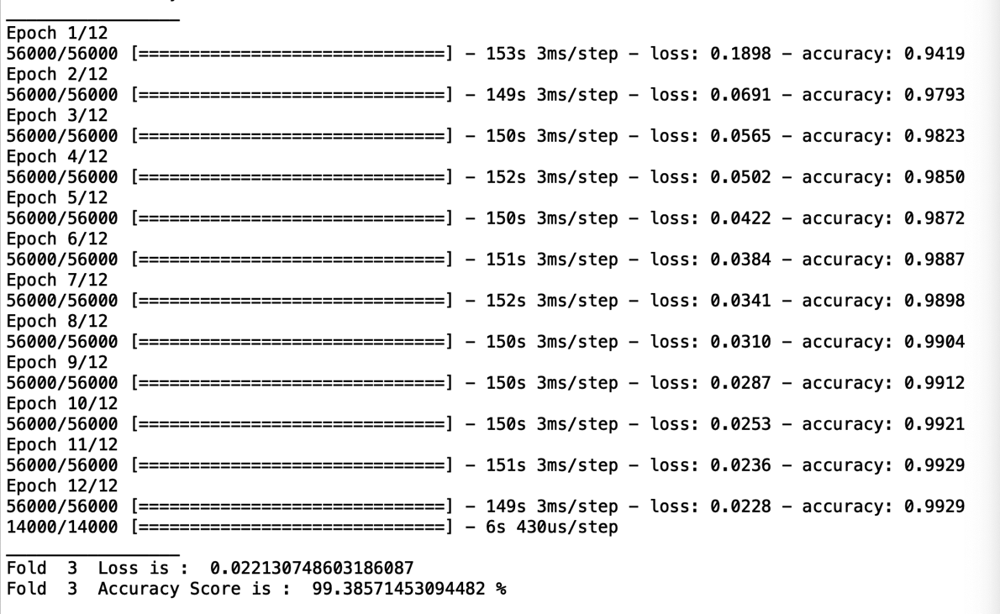 Epoch 1/12
56000/56000 [==============================] - 153s 3ms/step - loss: 0.1898 - accuracy: 0.9419
Epoch 2/12
56000/56000 [==============================] - 149s 3ms/step - loss: 0.0691 - accuracy: 0.9793
Epoch 3/12
56000/56000 [==============================] - 150s 3ms/step - loss: 0.0565 - accuracy: 0.9823
Epoch 4/12
56000/56000 [==============================] - 152s 3ms/step - loss: 0.0502 - accuracy: 0.9850
Epoch 5/12
56000/56000 [==============================] - 150s 3ms/step - loss: 0.0422 - accuracy: 0.9872
Epoch 6/12
56000/56000 [==============================] - 151s 3ms/step - loss: 0.0384 - accuracy: 0.9887
Epoch 7/12
56000/56000 [==============================] - 152s 3ms/step - loss: 0.0341 - accuracy: 0.9898
Epoch 8/12
56000/56000 [==============================] - 150s 3ms/step - loss: 0.0310 - accuracy: 0.9904
Epoch 9/12
56000/56000 [==============================] - 150s 3ms/step - loss: 0.0287 - accuracy: 0.9912
Epoch 10/12
56000/56000 [==============================] - 150s 3ms/step - loss: 0.0253 - accuracy: 0.9921
Epoch 11/12
56000/56000 [==============================] - 151s 3ms/step - loss: 0.0236 - accuracy: 0.9929
Epoch 12/12
56000/56000 [==============================] - 149s 3ms/step - loss: 0.0228 - accuracy: 0.9929
14000/14000 [==============================] - 6s 430us/step
_________________
Fold  3  Loss is :  0.022130748603186087
Fold  3  Accuracy Score is :  99.38571453094482 %